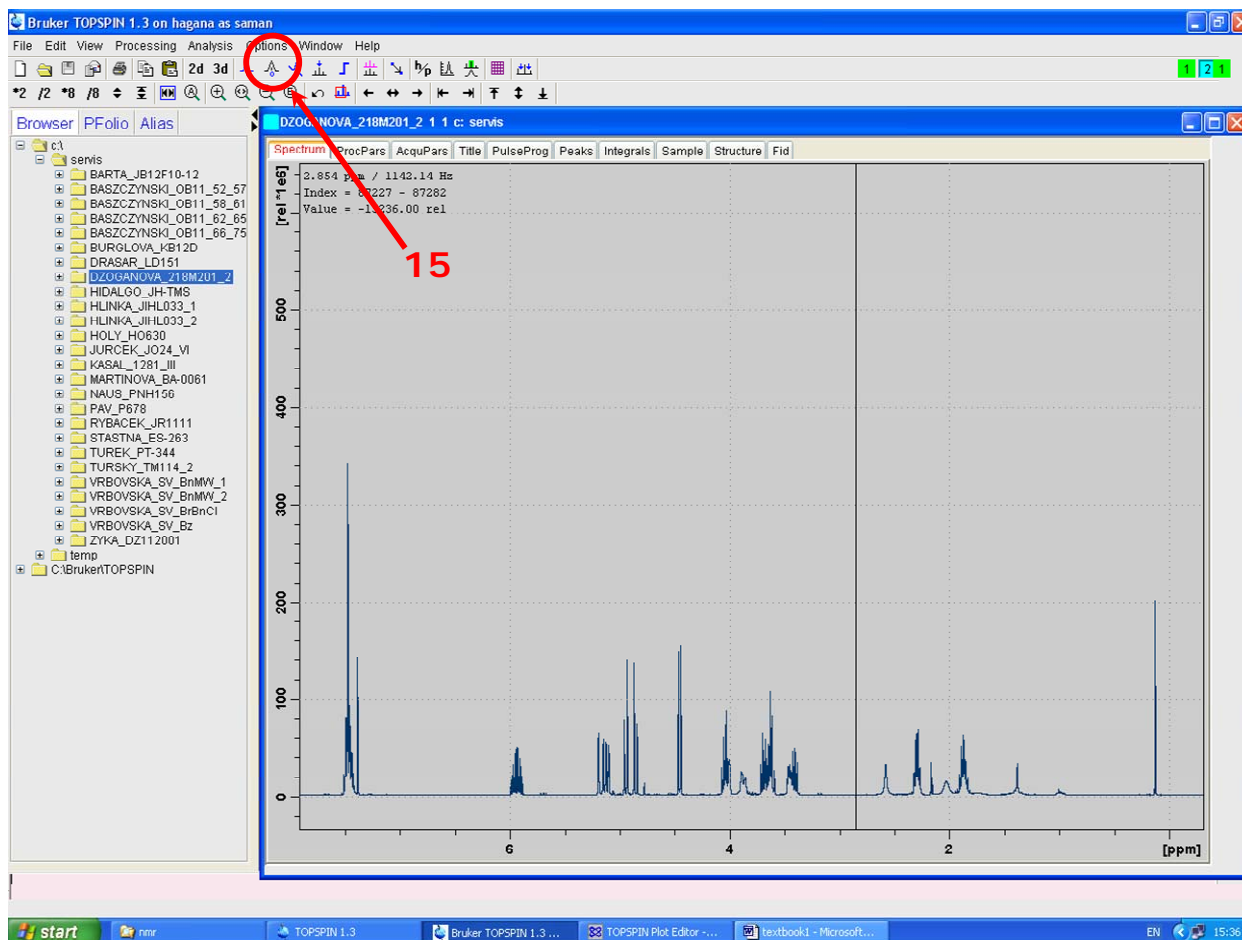 Bruker TOPSPIN 1.3 on hagana as saman
File Edit View Processing Analysis Options Window Help
2d 3d
1 2 1
*2 /2 *8 /8
Browser PFolio Alias
c:\
servis
BARTA_JB12F10-12
BASZCZYNSKI_OB11_52_57
BASZCZYNSKI_OB11_58_61
BASZCZYNSKI_OB11_62_65
BASZCZYNSKI_OB11_66_75
BURGLOVA_KB12D
DRASAR_LD151
DZOGANOVA_218M201_2
HIDALGO_JH-TMS
HLINKA_JIHL033_1
HLINKA_JIHL033_2
HOLY_HO630
JURCEK_JO24_VI
KASAL_1281_III
MARTINOVA_BA-0061
NAUS_PNH156
PAV_P678
RYBACEK_JR1111
STASTNA_ES-263
TUREK_PT-344
TURSKY_TM114_2
VRBOVSKA_SV_BnMW_1
VRBOVSKA_SV_BnMW_2
VRBOVSKA_SV_BrBnCl
VRBOVSKA_SV_Bz
ZYKA_DZ112001
temp
C:\Bruker\TOPSPIN
DZOGANOVA_218M201_2 1 1 c: servis
Spectrum ProcPars AcquPars Title PulseProg Peaks Integrals Sample Structure Fid
2.854 ppm / 1142.14 Hz
Index = 87227 - 87282
Value = -13236.00 rel
15
[rel *1e6]
500
400
300
200
100
0
6 4 2 [ppm]
start nmr TOPSPIN 1.3 Bruker TOPSPIN 1.3 ... TOPSPIN Plot Editor -... textbook1 - Microsoft... EN 15:36